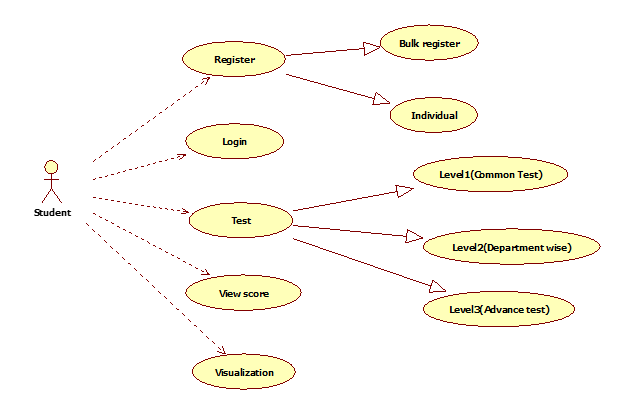 Bulk register
Register
Individual
Login
Level1(Common Test)
Student
Test
Level2(Department wise)
View score
Level3(Advance test)
Visualization